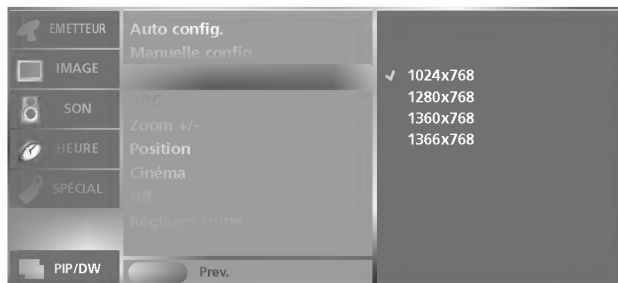 EMETTEUR
IMAGE
SON
HEURE
SPÉCIAL
PIP/DW
Auto config.
Manuelle config.
ARC
Zoom +/-
Position
Cinéma
NR
Réglages usine
Prev.
1024x768
1280x768
1360x768
1366x768